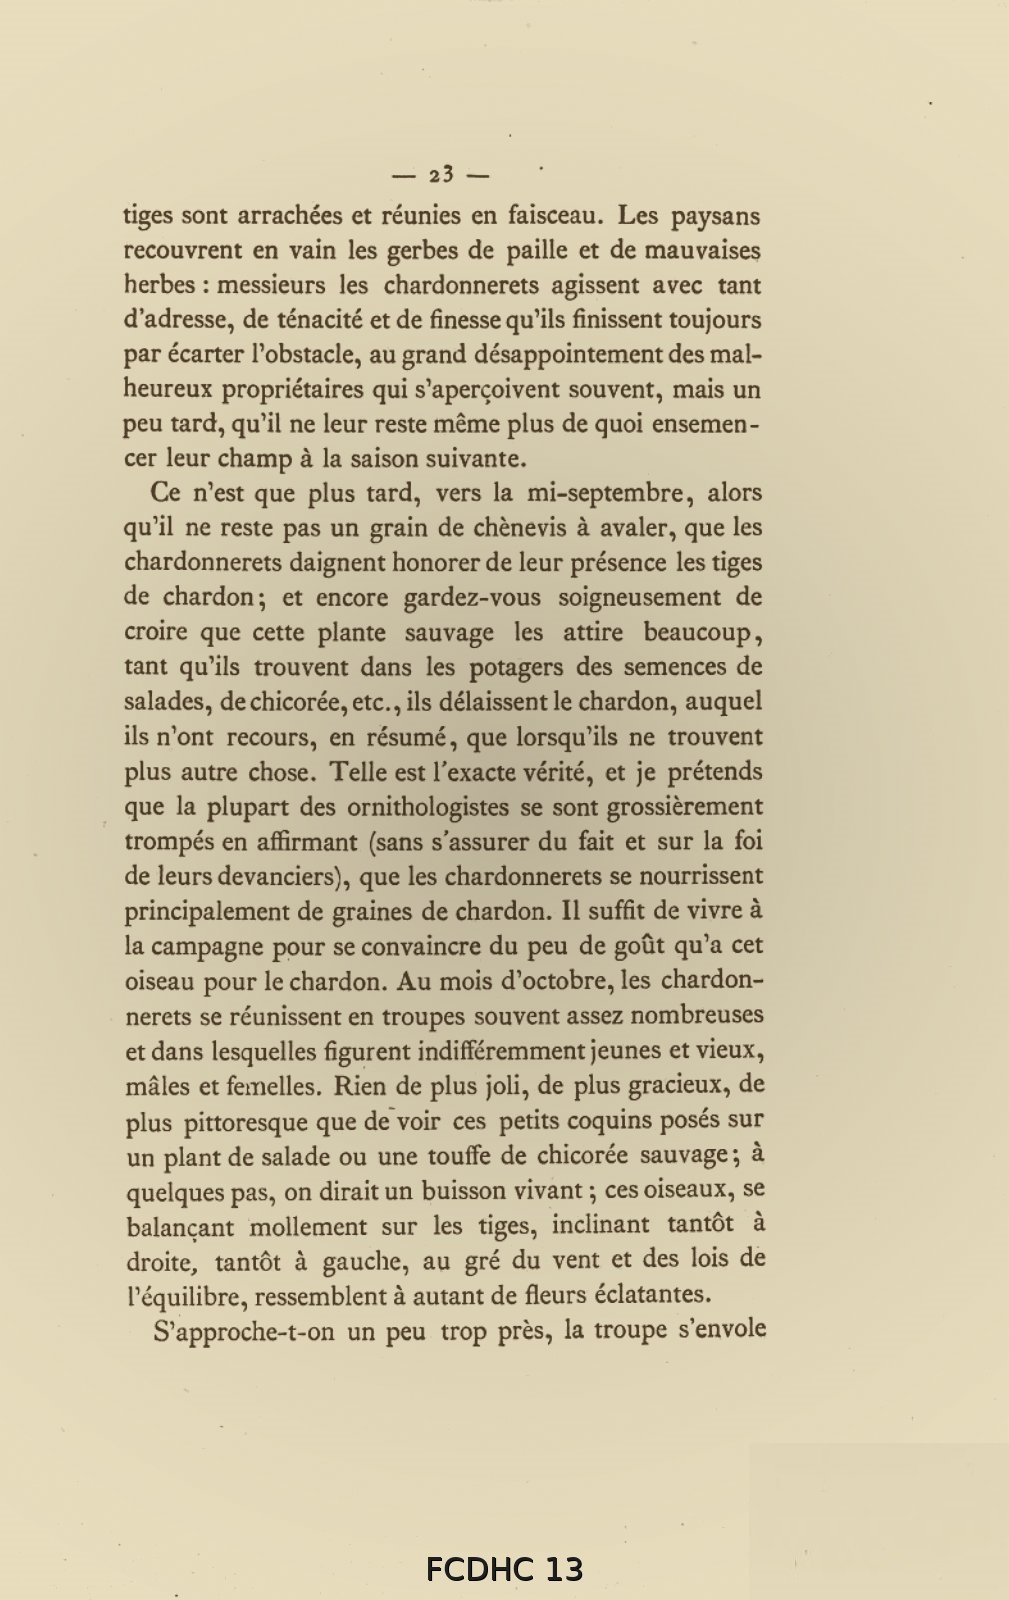 — 23 —
tiges sont arrachées et réunies en faisceau. Les paysans
recouvrent en vain les gerbes de paille et de mauvaises
herbes : messieurs les chardonnerets agissent avec tant
d'adresse, de ténacité et de finesse qu'ils finissent toujours
par écarter l'obstacle, au grand désappointement des mal-
heureux propriétaires qui s'aperçoivent souvent, mais un
peu tard, qu'il ne leur reste même plus de quoi ensemen-
cer leur champ à la saison suivante.
Ce n'est que plus tard, vers la mi-septembre, alors
qu'il ne reste pas un grain de chènevis à avaler, que les
chardonnerets daignent honorer de leur présence les tiges
de chardon; et encore gardez-vous soigneusement de
croire que cette plante sauvage les attire beaucoup,
tant qu'ils trouvent dans les potagers des semences de
salades, de chicorée, etc., ils délaissent le chardon, auquel
ils n'ont recours, en résumé, que lorsqu'ils ne trouvent
plus autre chose. Telle est l'exacte vérité, et je prétends
que la plupart des ornithologistes se sont grossièrement
trompés en affirmant (sans s'assurer du fait et sur la foi
de leurs devanciers), que les chardonnerets se nourrissent
principalement de graines de chardon. Il suffit de vivre à
la campagne pour se convaincre du peu de goût qu'a cet
oiseau pour le chardon. Au mois d'octobre, les chardon-
nerets se réunissent en troupes souvent assez nombreuses
et dans lesquelles figurent indifféremment jeunes et vieux,
mâles et femelles. Rien de plus joli, de plus gracieux, de
plus pittoresque que de voir ces petits coquins posés sur
un plant de salade ou une touffe de chicorée sauvage; à
quelques pas, on dirait un buisson vivant; ces oiseaux, se
balançant mollement sur les tiges, inclinant tantôt à
droite, tantôt à gauche, au gré du vent et des lois de
l'équilibre, ressemblent à autant de fleurs éclatantes.
S'approche-t-on un peu trop près, la troupe s'envole
FCDHC 13